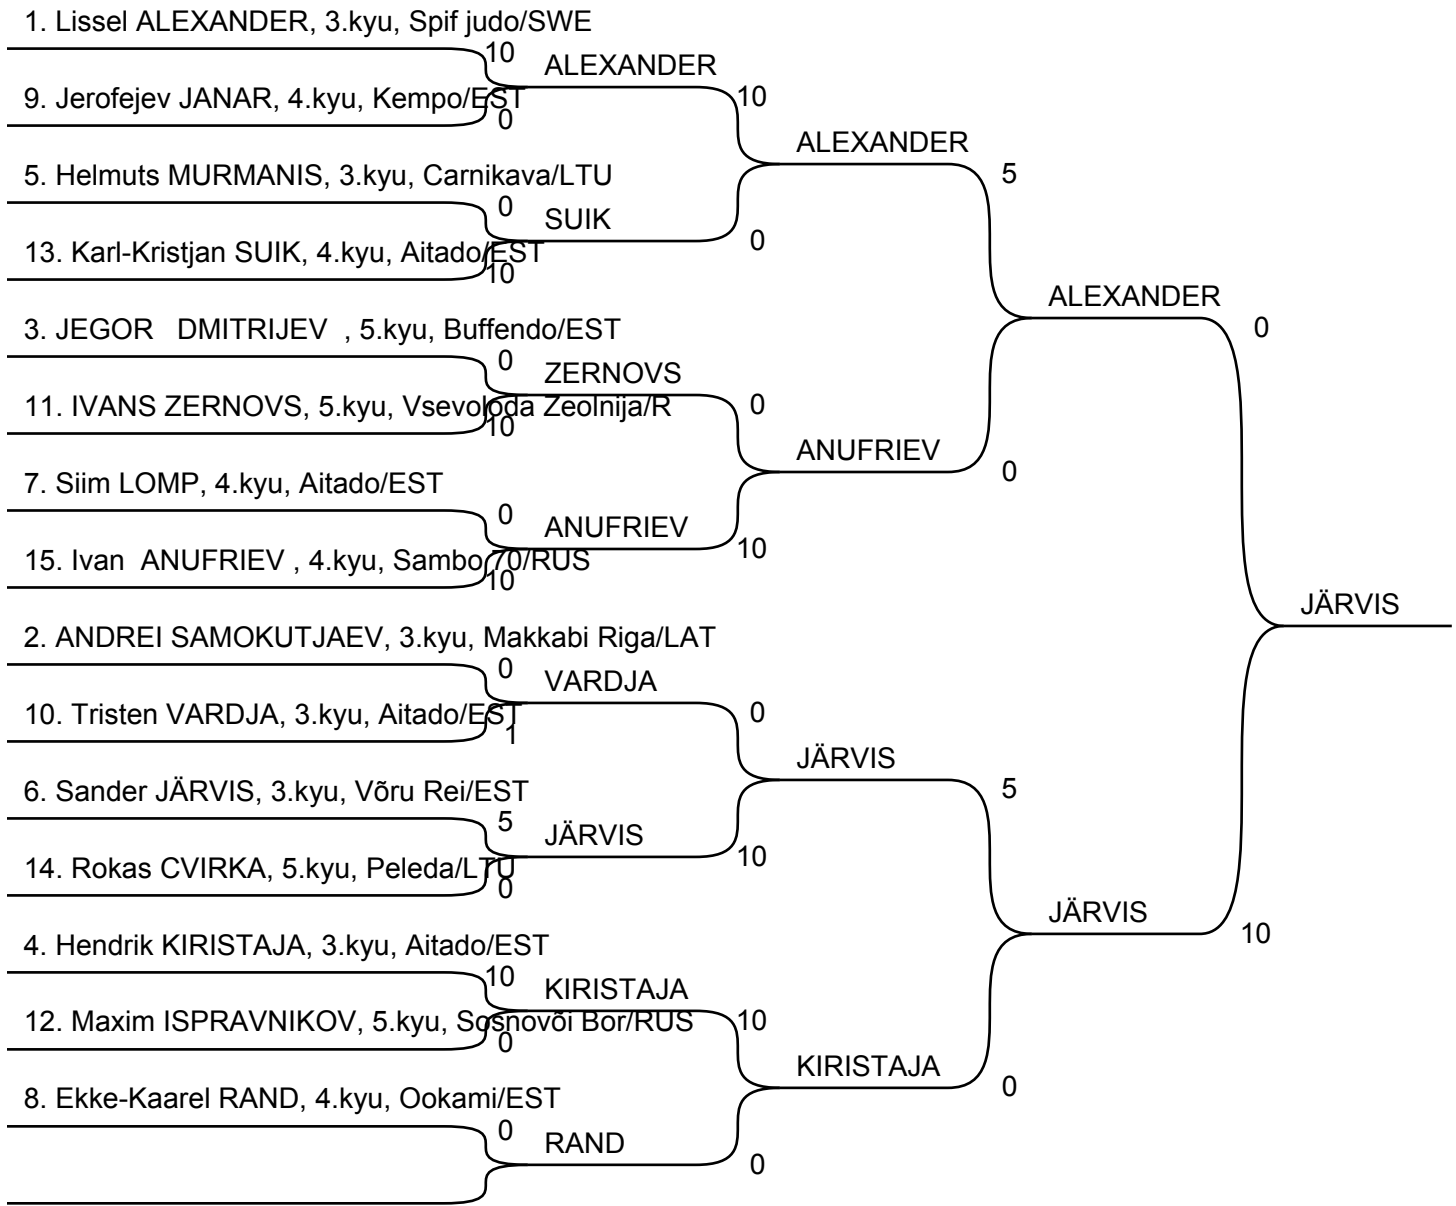 1. Lissel ALEXANDER, 3.kyu, Spif judo/SWE
10
ALEXANDER
9. Jerofejev JANAR, 4.kyu, Kempo/EST
10
0
ALEXANDER
5. Helmuts MURMANIS, 3.kyu, Carnikava/LTU
5
0
SUIK
0
13. Karl-Kristjan SUIK, 4.kyu, Aitado/EST
10
ALEXANDER
0
3. JEGOR DMITRIJEV , 5.kyu, Buffendo/EST
0
ZERNOVS
11. IVANS ZERNOVS, 5.kyu, Vsevoloda Zeolnija/R
0
10
ANUFRIEV
0
7. Siim LOMP, 4.kyu, Aitado/EST
0
ANUFRIEV
10
15. Ivan ANUFRIEV , 4.kyu, Sambo 70/RUS
10
JÄRVIS
2. ANDREI SAMOKUTJAEV, 3.kyu, Makkabi Riga/LAT
0
VARDJA
10. Tristen VARDJA, 3.kyu, Aitado/EST
0
1
JÄRVIS
6. Sander JÄRVIS, 3.kyu, Võru Rei/EST
5
5
JÄRVIS
10
14. Rokas CVIRKA, 5.kyu, Peleda/LTU
0
JÄRVIS
10
4. Hendrik KIRISTAJA, 3.kyu, Aitado/EST
10
KIRISTAJA
12. Maxim ISPRAVNIKOV, 5.kyu, Sosnovõi Bor/RUS
10
0
KIRISTAJA
0
8. Ekke-Kaarel RAND, 4.kyu, Ookami/EST
0
RAND
0